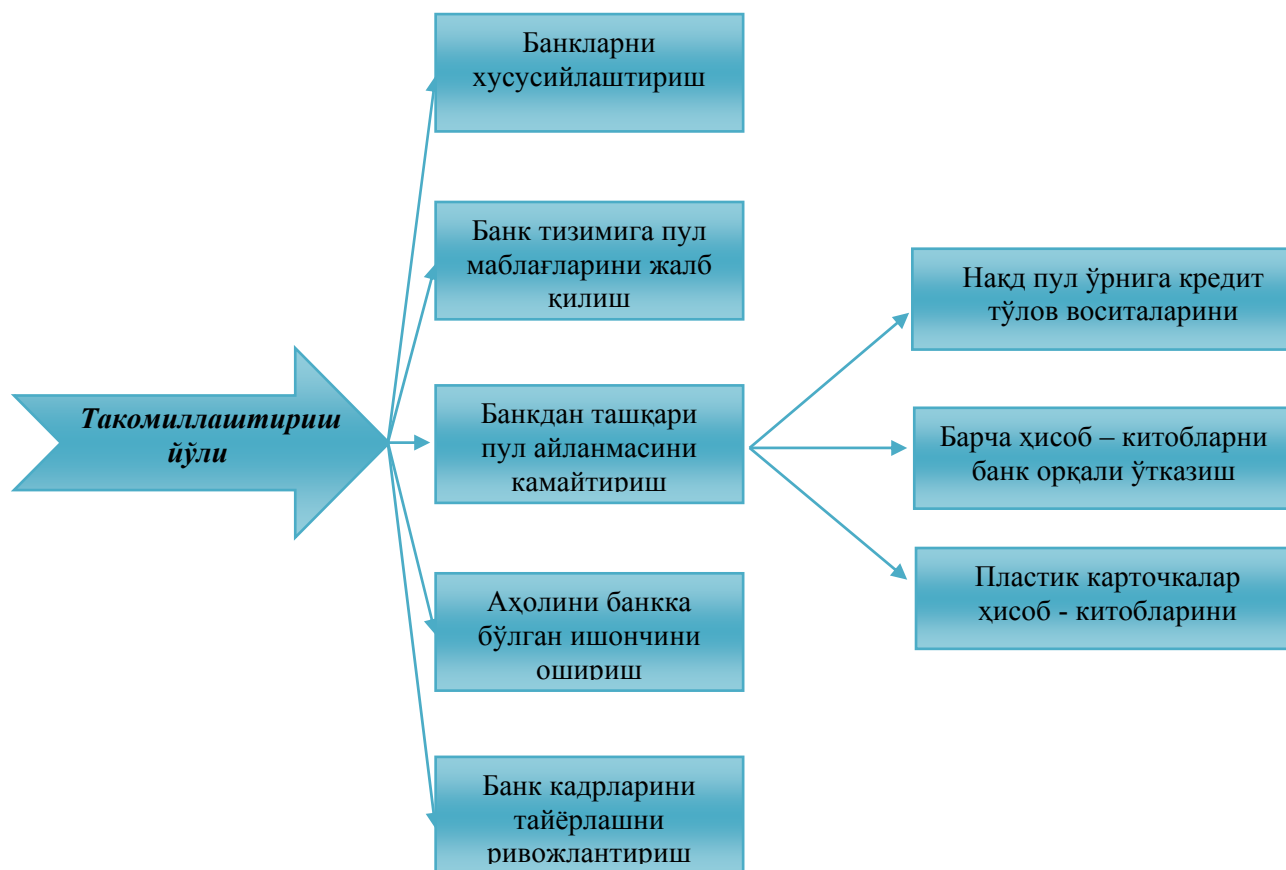 Такомиллаштириш
йўли
Банкларни
хусусийлаштириш
Банк тизимига пул
маблағларини жалб
қилиш
Банкдан ташқари
пул айланмасини
камайтириш
Аҳолини банкка
бўлган ишончини
ошириш
Банк кадрларини
тайёрлашни
ривожлантириш
Нақд пул ўрнига кредит
тўлов воситаларини
Барча ҳисоб – китобларни
банк орқали ўтказиш
Пластик карточкалар
ҳисоб - китобларини